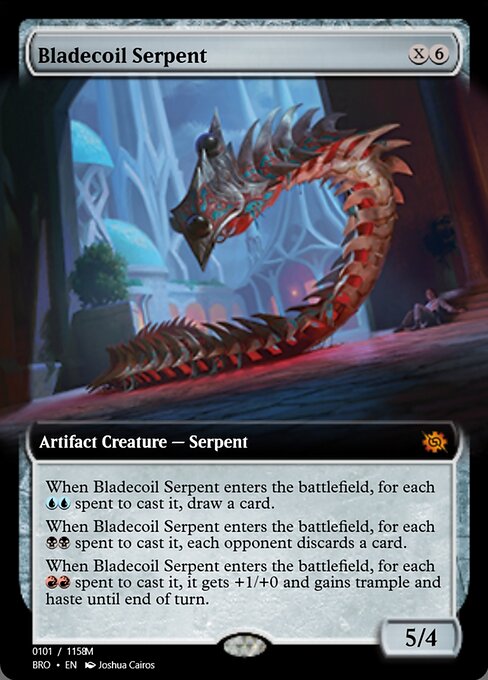 Bladecoil Serpent X 6
Artifact Creature — Serpent
When Bladecoil Serpent enters the battlefield, for each
spent to cast it, draw a card.
When Bladecoil Serpent enters the battlefield, for each
spent to cast it, each opponent discards a card.
When Bladecoil Serpent enters the battlefield, for each
spent to cast it, it gets +1/+0 and gains trample and
haste until end of turn.
5/4
0101 / 1158M
BRO • EN Joshua Cairos